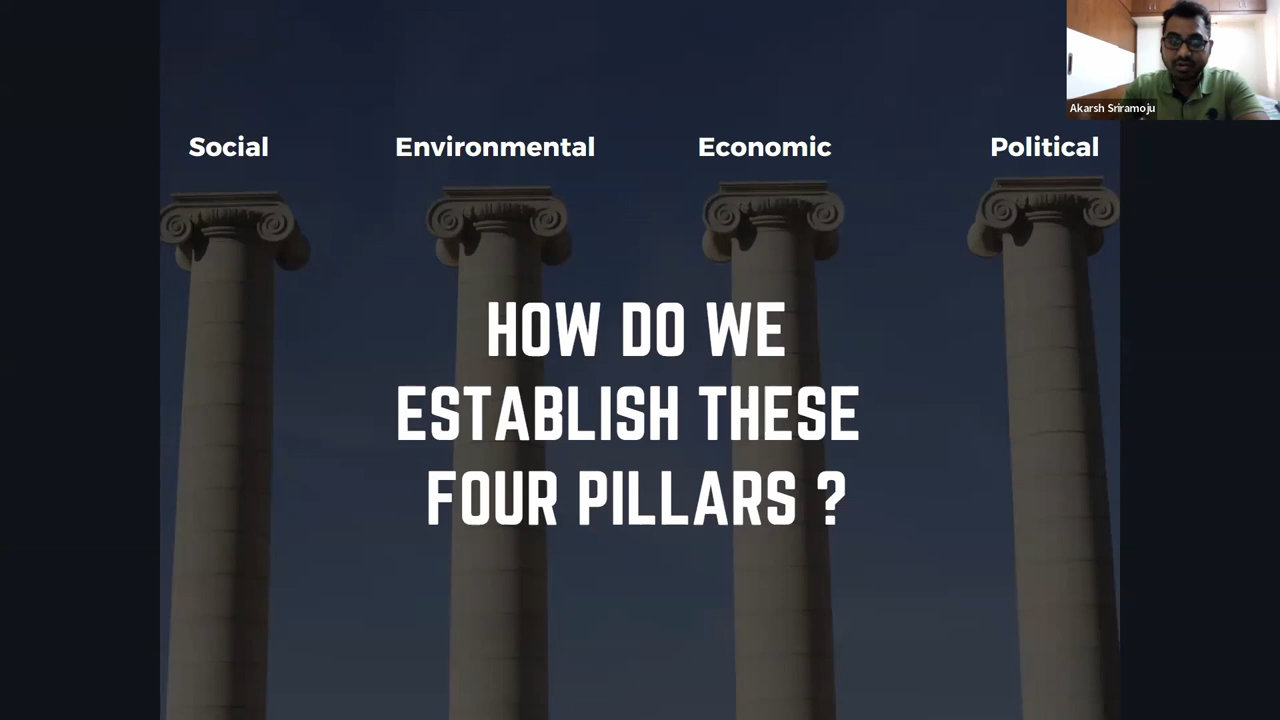 Akarsh Sriramoju
Social Environmental Economic Political
HOW DO WE
ESTABLISH THESE
FOUR PILLARS ?